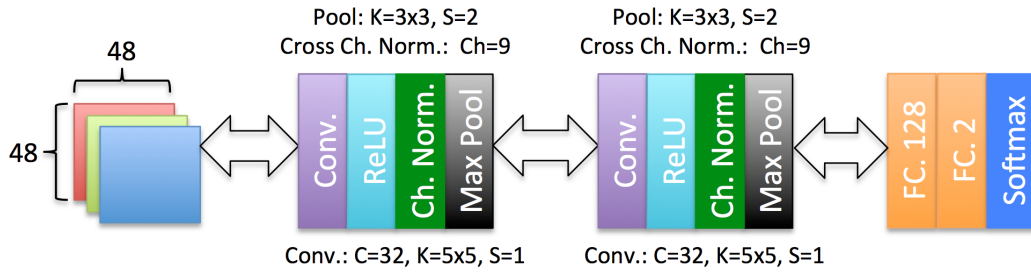 Pool: K=3x3, S=2
Cross Ch. Norm.: Ch=9
Pool: K=3x3, S=2
Cross Ch. Norm.: Ch=9
48
48
Conv.
ReLU
Ch. Norm.
Max Pool
Conv.
ReLU
Ch. Norm.
Max Pool
FC. 128
FC. 2
Softmax
Conv.: C=32, K=5x5, S=1
Conv.: C=32, K=5x5, S=1